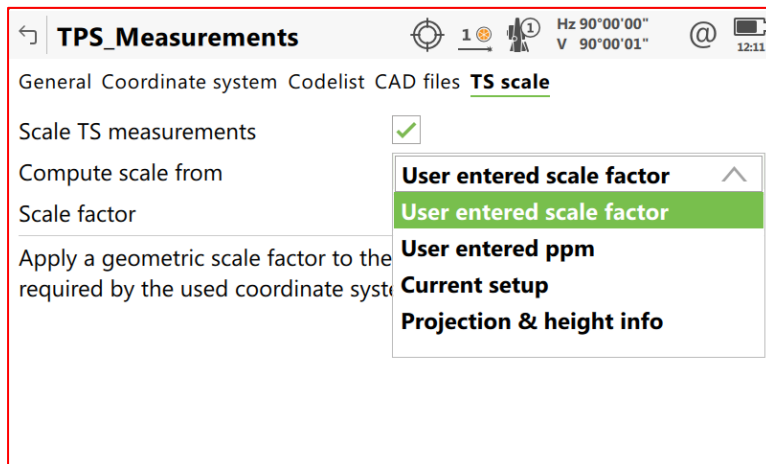 TPS_Measurements
1
1
Hz 90°00'00"
V 90°00'01"
@
12:11
General Coordinate system Codelist CAD files TS scale
Scale TS measurements
Compute scale from
User entered scale factor
Scale factor
User entered scale factor
User entered ppm
Current setup
Projection & height info
Apply a geometric scale factor to the
required by the used coordinate syste